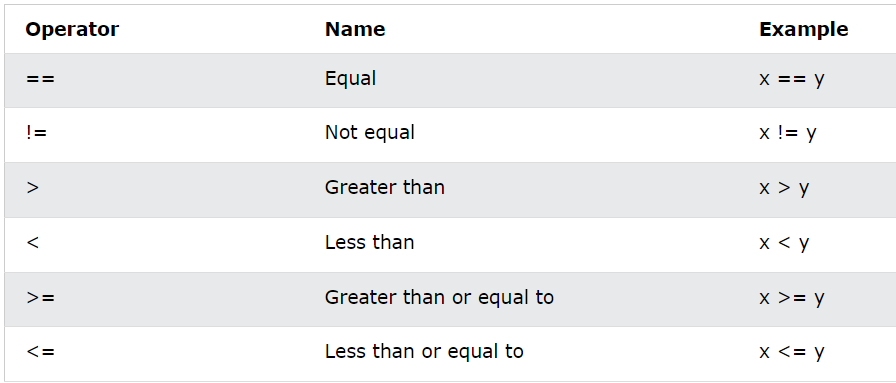 Operator Name Example
== Equal x == y
!= Not equal x != y
> Greater than x > y
< Less than x < y
>= Greater than or equal to x >= y
<= Less than or equal to x <= y